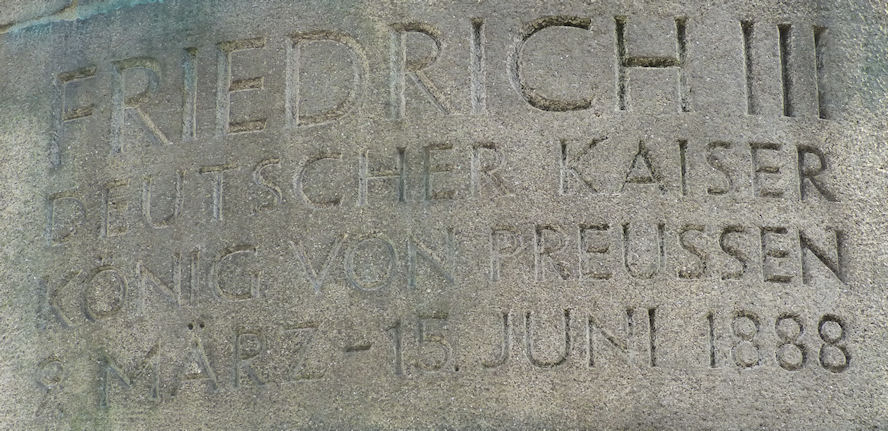 FRIEDRICH III
DEUTSCHER KAISER
KÖNIG VON PREUSSEN
9. MÄRZ - 15. JUNI 1888